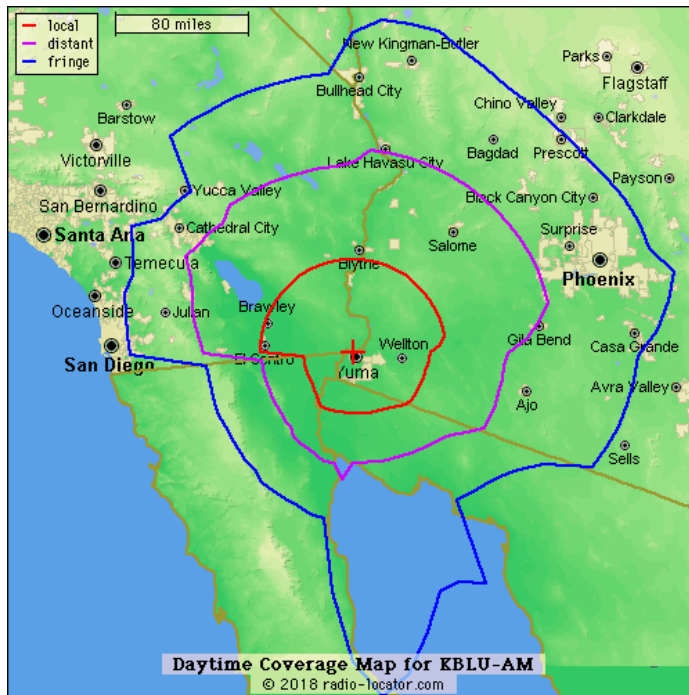 local
distant
fringe
80 miles
New Kingman-Butler
Parks
Flagstaff
Bullhead City
Barstow
Chino Valley
Clarkdale
Victorville
Lake Havasu City
Bagdad
Prescott
Payson
San Bernardino
Yucca Valley
Black Canyon City
Santa Ana
Cathedral City
Salome
Surprise
Temecula
Blythe
Phoenix
Oceanside
Julian
Brawley
Gila Bend
Casa Grande
San Diego
El Centro
Yuma
Wellton
Ajo
Avra Valley
Sells
Daytime Coverage Map for KBLU-AM
© 2018 radio-locator.com